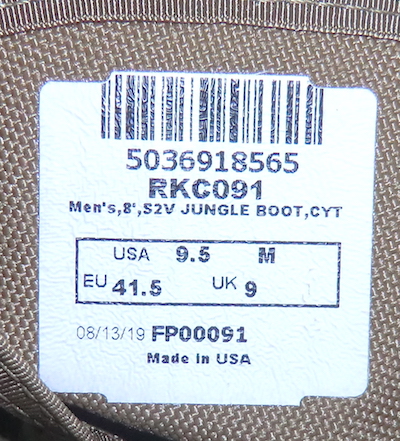 5036918565
RKC091
Men's,8',S2V JUNGLE BOOT,CYT
USA 9.5 M
EU 41.5 UK 9
08/13/19 FP00091
Made In USA